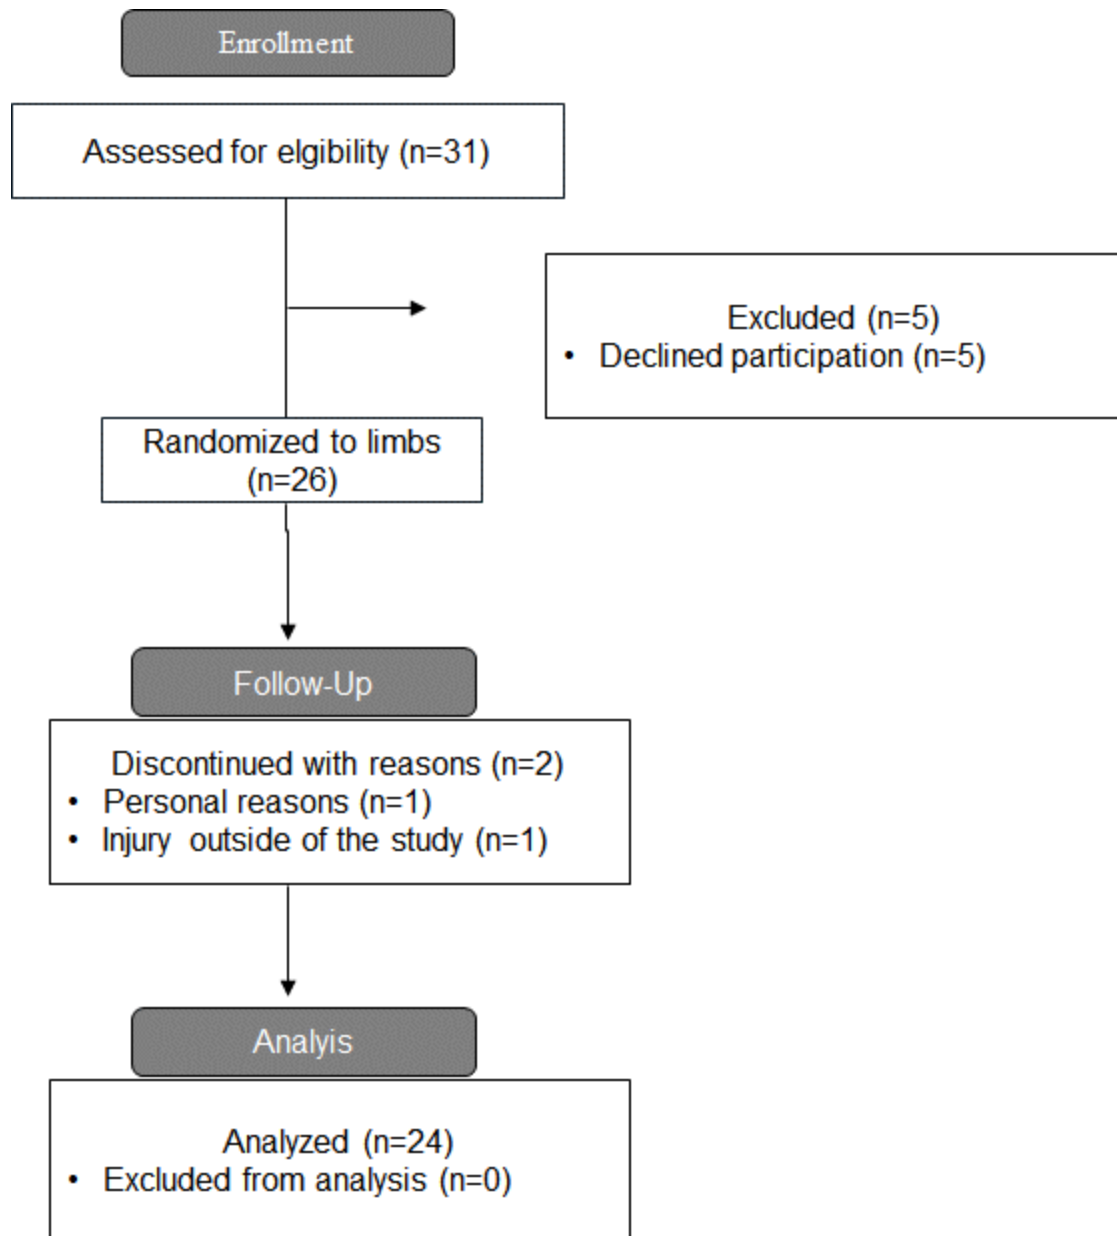 Enrollment
Assessed for elgibility (n=31)
Excluded (n=5)
• Declined participation (n=5)
Randomized to limbs
(n=26)
Follow-Up
Discontinued with reasons (n=2)
• Personal reasons (n=1)
• Injury outside of the study (n=1)
Analyis
Analyzed (n=24)
• Excluded from analysis (n=0)